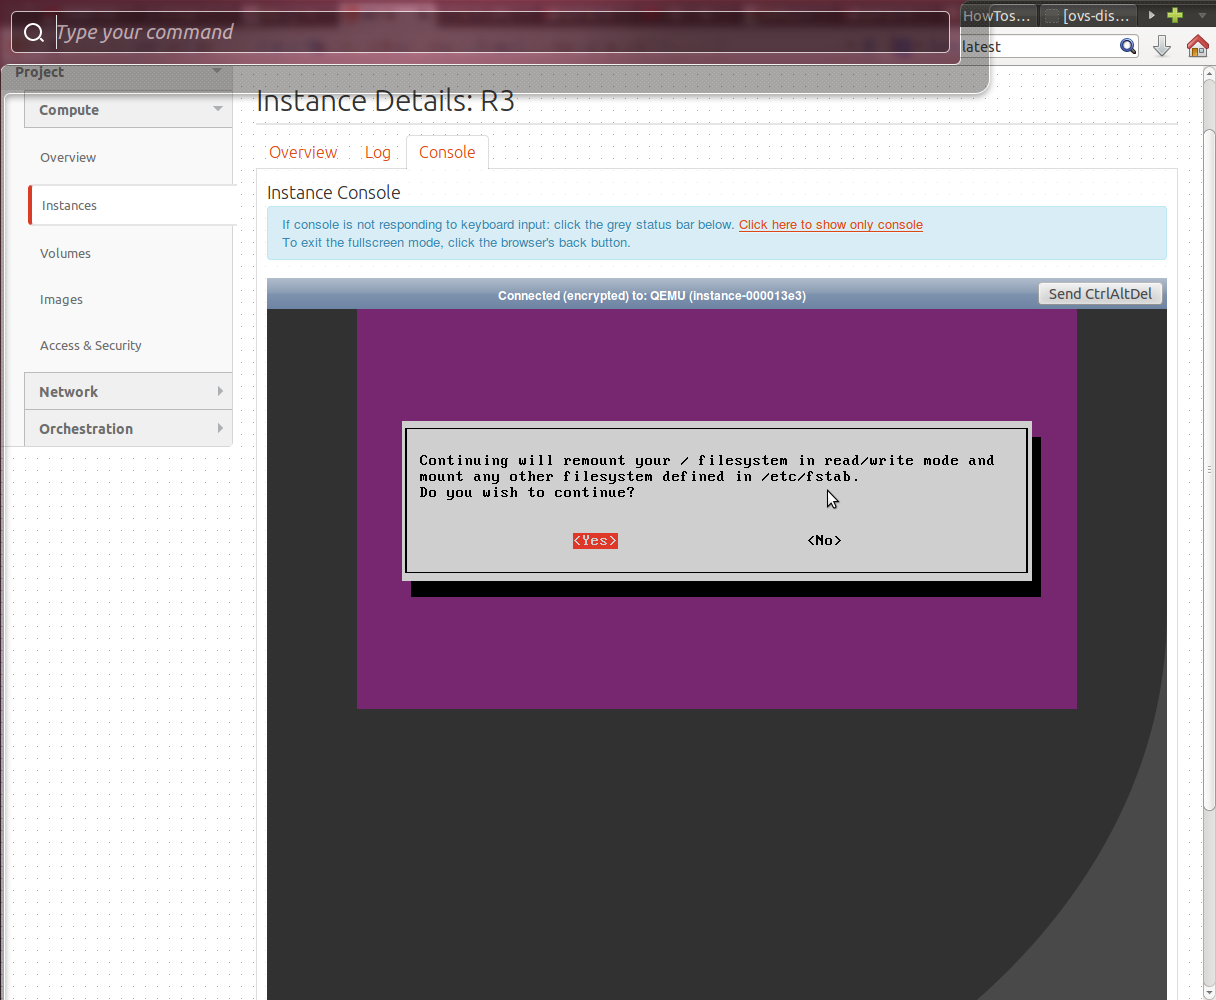 Type your command
HowTos...
[ovs-dis...
latest
Project
Compute
Overview
Instances
Volumes
Images
Access & Security
Network
Orchestration
Instance Details: R3
Overview
Log
Console
Instance Console
If console is not responding to keyboard input: click the grey status bar below. Click here to show only console
To exit the fullscreen mode, click the browser's back button.
Connected (encrypted) to: QEMU (instance-000013e3)
Send CtrlAltDel
Continuing will remount your / filesystem in read/write mode and
mount any other filesystem defined in /etc/fstab.
Do you wish to continue?
<Yes>
<No>